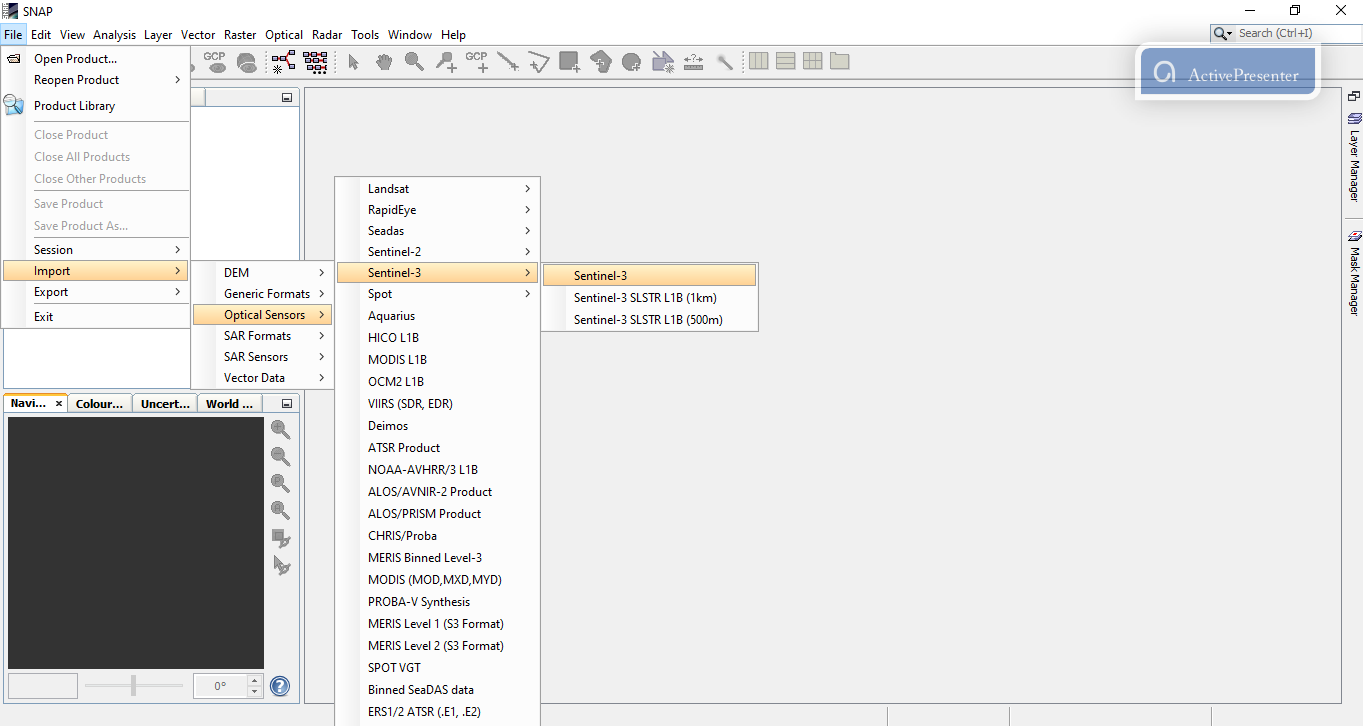 SNAP
File Edit View Analysis Layer Vector Raster Optical Radar Tools Window Help
Search (Ctrl+I)
GCP
GCP
ActivePresenter
Open Product...
Reopen Product
Product Library
Close Product
Close All Products
Close Other Products
Save Product
Save Product As...
Session
Import
Export
Exit
DEM
Generic Formats
Optical Sensors
SAR Formats
SAR Sensors
Vector Data
Landsat
RapidEye
Seadas
Sentinel-2
Sentinel-3
Spot
Aquarius
HICO L1B
MODIS L1B
OCM2 L1B
VIIRS (SDR, EDR)
Deimos
ATSR Product
NOAA-AVHRR/3 L1B
ALOS/AVNIR-2 Product
ALOS/PRISM Product
CHRIS/Proba
MERIS Binned Level-3
MODIS (MOD,MXD,MYD)
PROBA-V Synthesis
MERIS Level 1 (S3 Format)
MERIS Level 2 (S3 Format)
SPOT VGT
Binned SeaDAS data
ERS1/2 ATSR (.E1, .E2)
Sentinel-3
Sentinel-3 SLSTR L1B (1km)
Sentinel-3 SLSTR L1B (500m)
Layer Manager
Mask Manager
Navi... × Colour... Uncert... World ...
0°